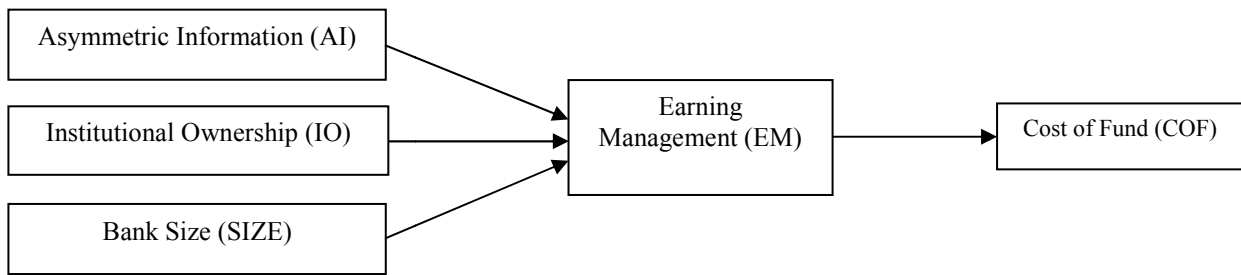 Asymmetric Information (AI)
Institutional Ownership (IO)
Bank Size (SIZE)
Earning
Management (EM)
Cost of Fund (COF)